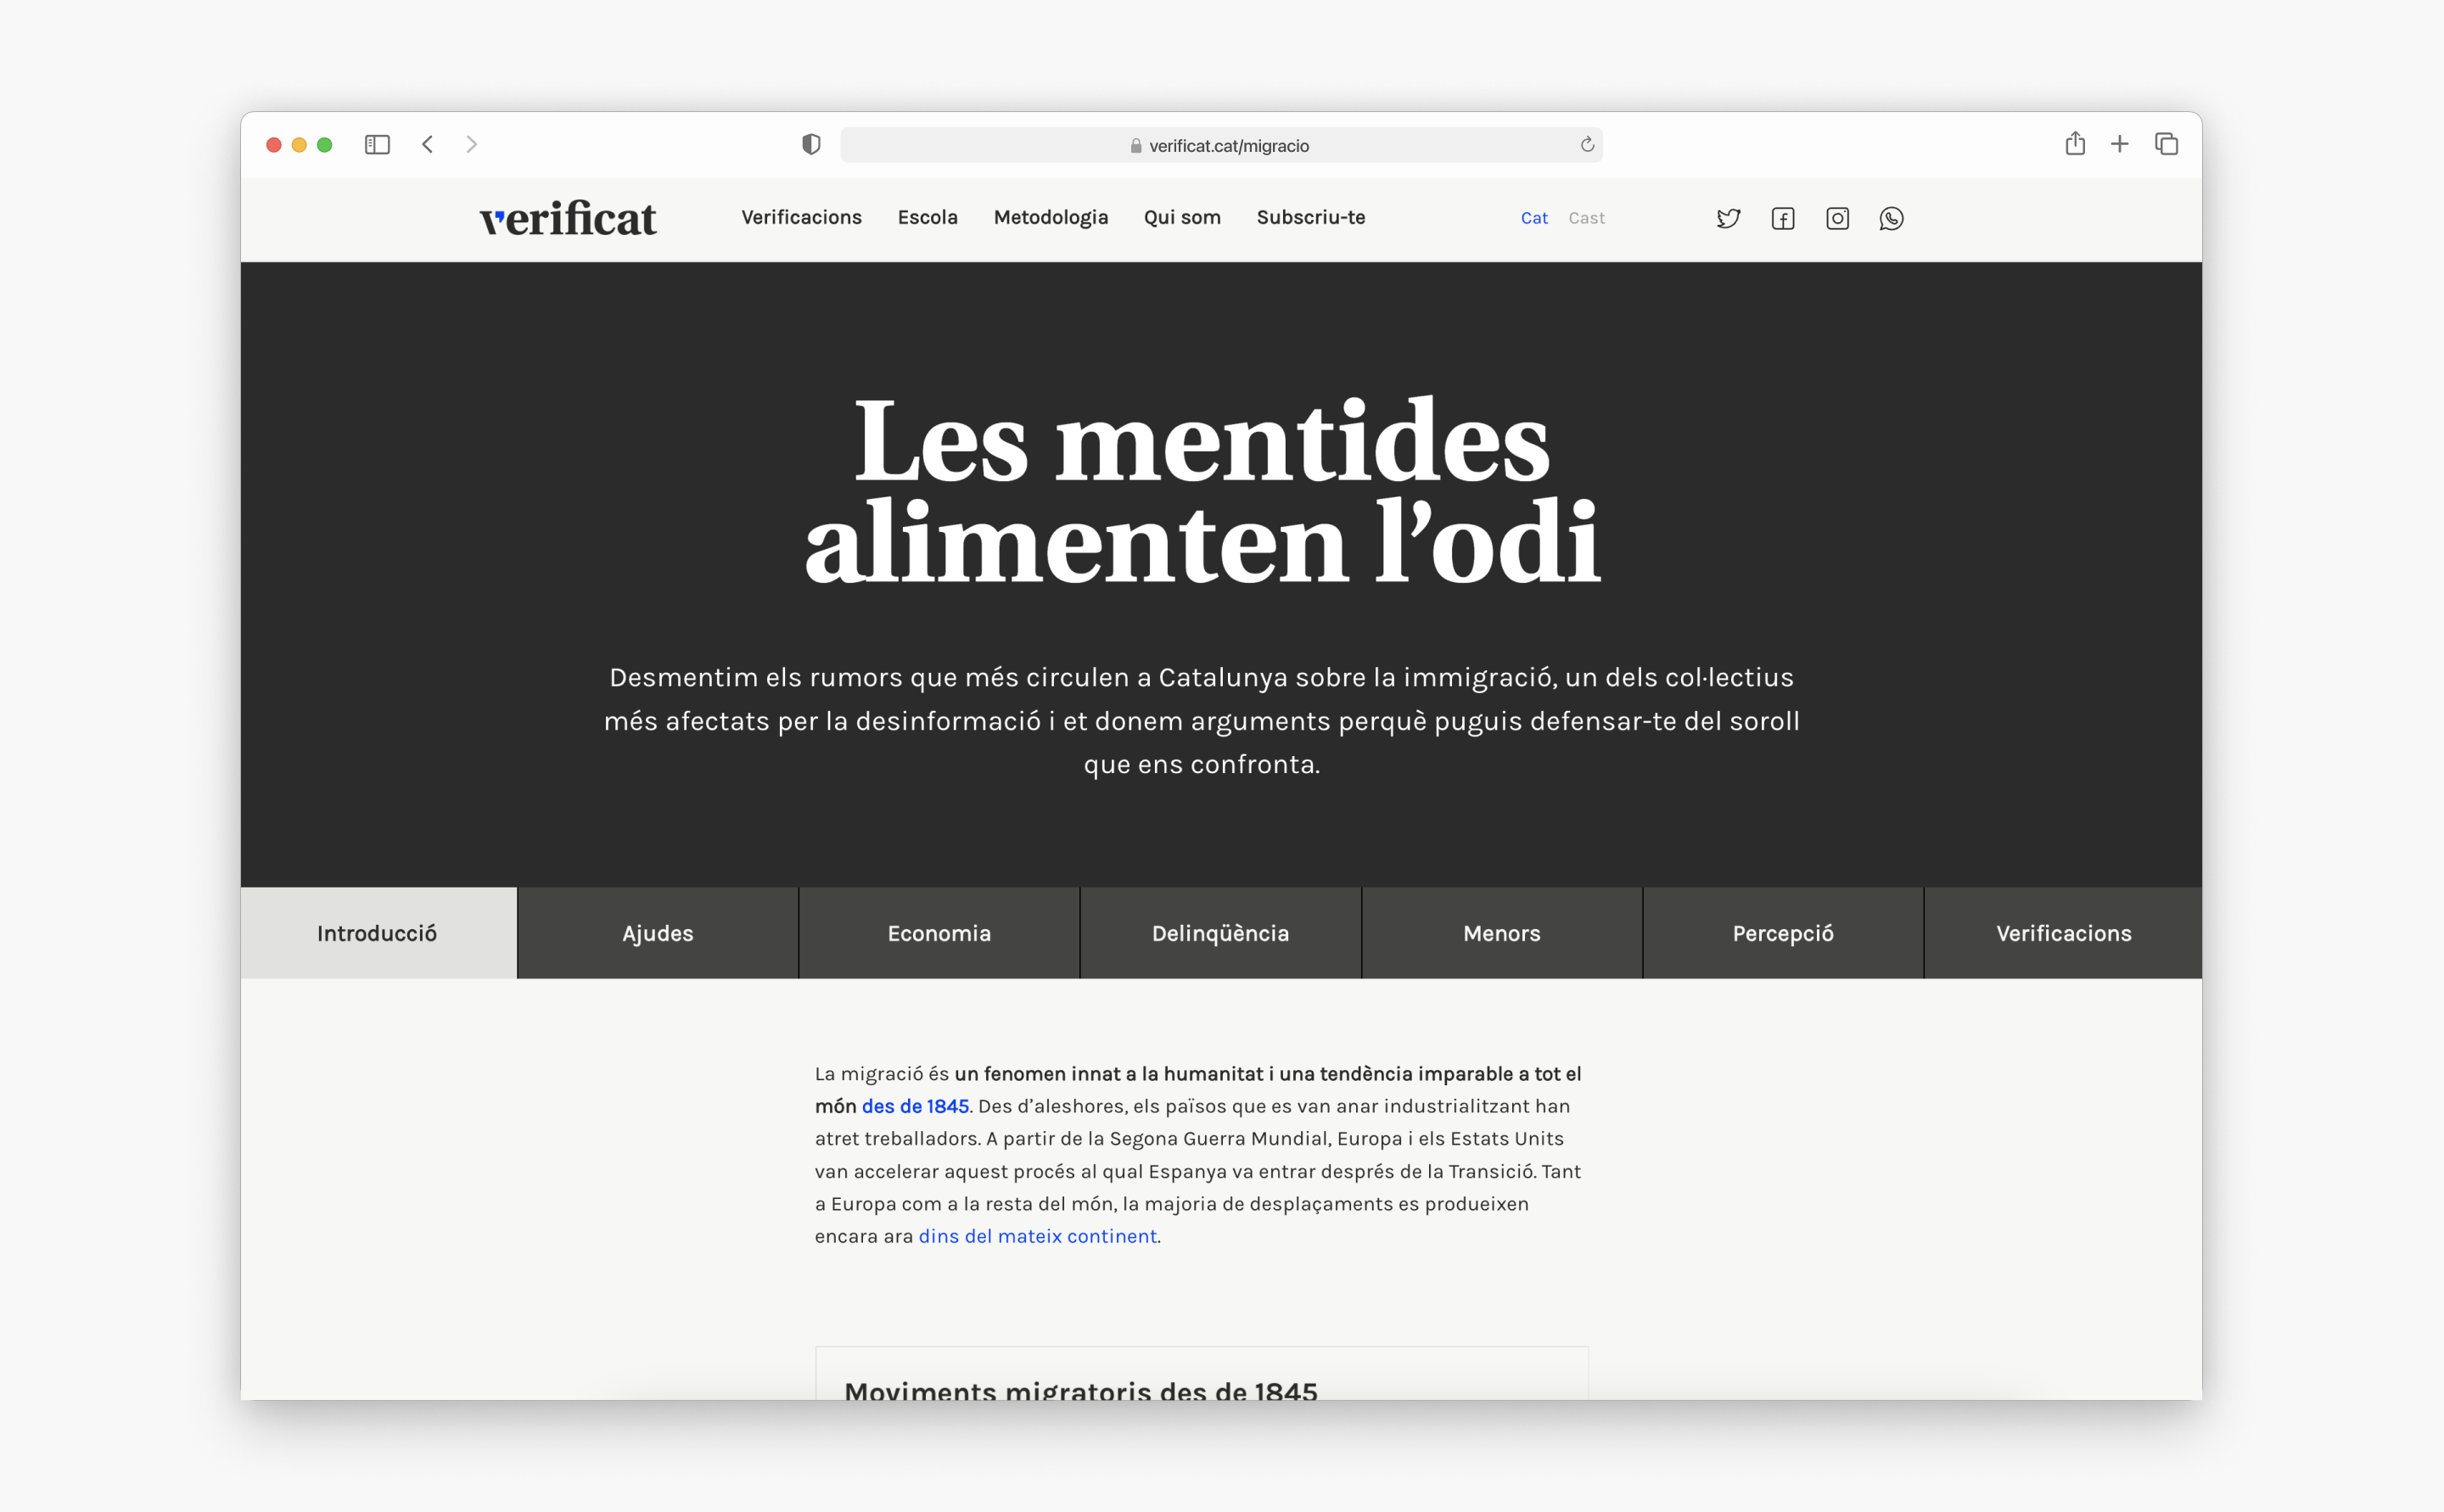 verificat.cat/migracio
verificat
Verificacions Escola Metodologia Qui som Subscriu-te Cat Cast
Les mentides
alimenten l’odi
Desmentim els rumors que més circulen a Catalunya sobre la immigració, un dels col·lectius
més afectats per la desinformació i et donem arguments perquè puguis defensar-te del soroll
que ens confronta.
Introducció Ajudes Economia Delinqüència Menors Percepció Verificacions
La migració és un fenomen innat a la humanitat i una tendència imparable a tot el
món des de 1845. Des d’aleshores, els països que es van anar industrialitzant han
atret treballadors. A partir de la Segona Guerra Mundial, Europa i els Estats Units
van accelerar aquest procés al qual Espanya va entrar després de la Transició. Tant
a Europa com a la resta del món, la majoria de desplaçaments es produeixen
encara ara dins del mateix continent.
Moviments migratoris des de 1845